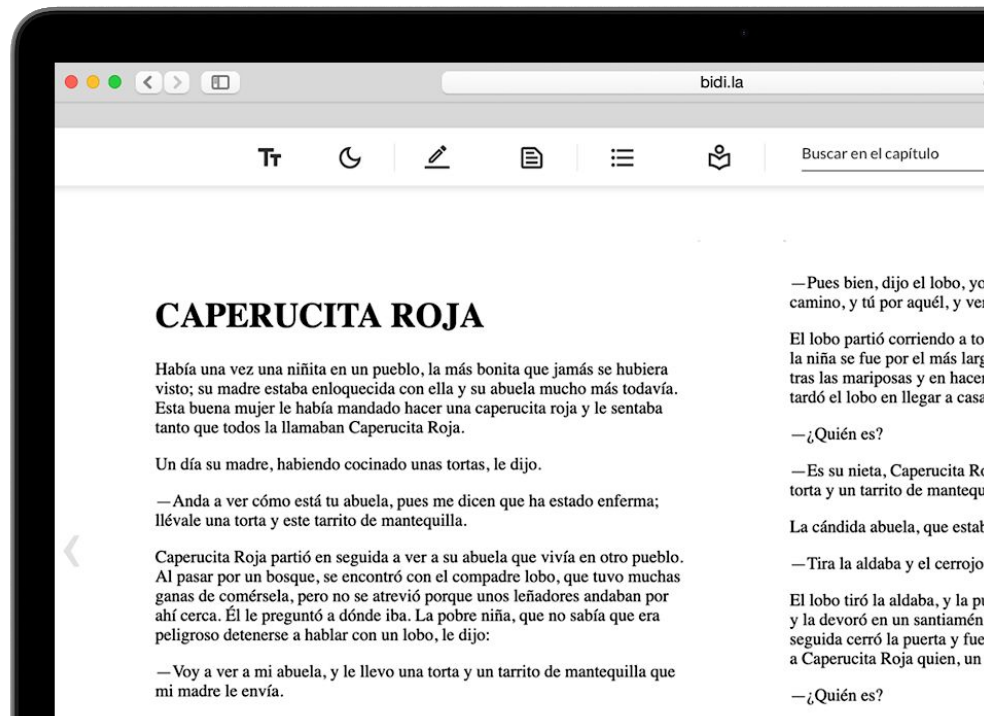 bidi.la
Buscar en el capítulo
CAPERUCITA ROJA
Había una vez una niñita en un pueblo, la más bonita que jamás se hubiera
visto; su madre estaba enloquecida con ella y su abuela mucho más todavía.
Esta buena mujer le había mandado hacer una caperucita roja y le sentaba
tanto que todos la llamaban Caperucita Roja.
Un día su madre, habiendo cocinado unas tortas, le dijo.
—Anda a ver cómo está tu abuela, pues me dicen que ha estado enferma;
llévale una torta y este tarrito de mantequilla.
Caperucita Roja partió en seguida a ver a su abuela que vivía en otro pueblo.
Al pasar por un bosque, se encontró con el compadre lobo, que tuvo muchas
ganas de comérsela, pero no se atrevió porque unos leñadores andaban por
ahí cerca. Él le preguntó a dónde iba. La pobre niña, que no sabía que era
peligroso detenerse a hablar con un lobo, le dijo:
—Voy a ver a mi abuela, y le llevo una torta y un tarrito de mantequilla que
mi madre le envía.
—Pues bien, dijo el lobo, yo
camino, y tú por aquél, y
El lobo partió corriendo a
la niña se fue por el más
tras las mariposas y en
tardó el lobo en llegar a casa
—¿Quién es?
—Es su nieta, Caperucita
torta y un tarrito de
La cándida abuela, que
—Tira la aldaba y el cerrojo
El lobo tiró la aldaba, y la
y la devoró en un santiamén
seguida cerró la puerta y fue
a Caperucita Roja quien, un
—¿Quién es?